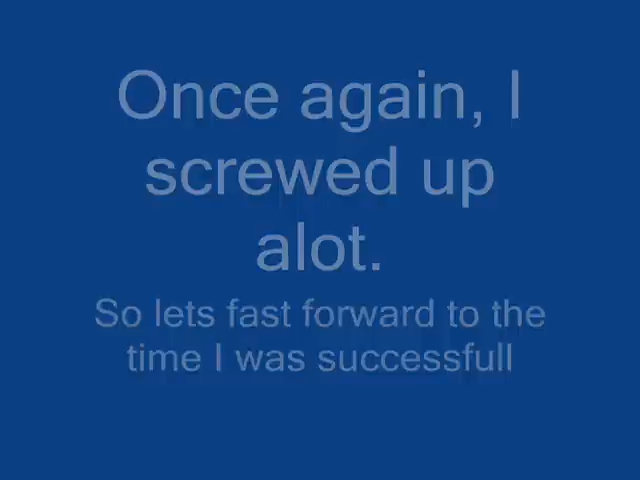 Once again, I
screwed up
alot.
So lets fast forward to the
time I was successfull